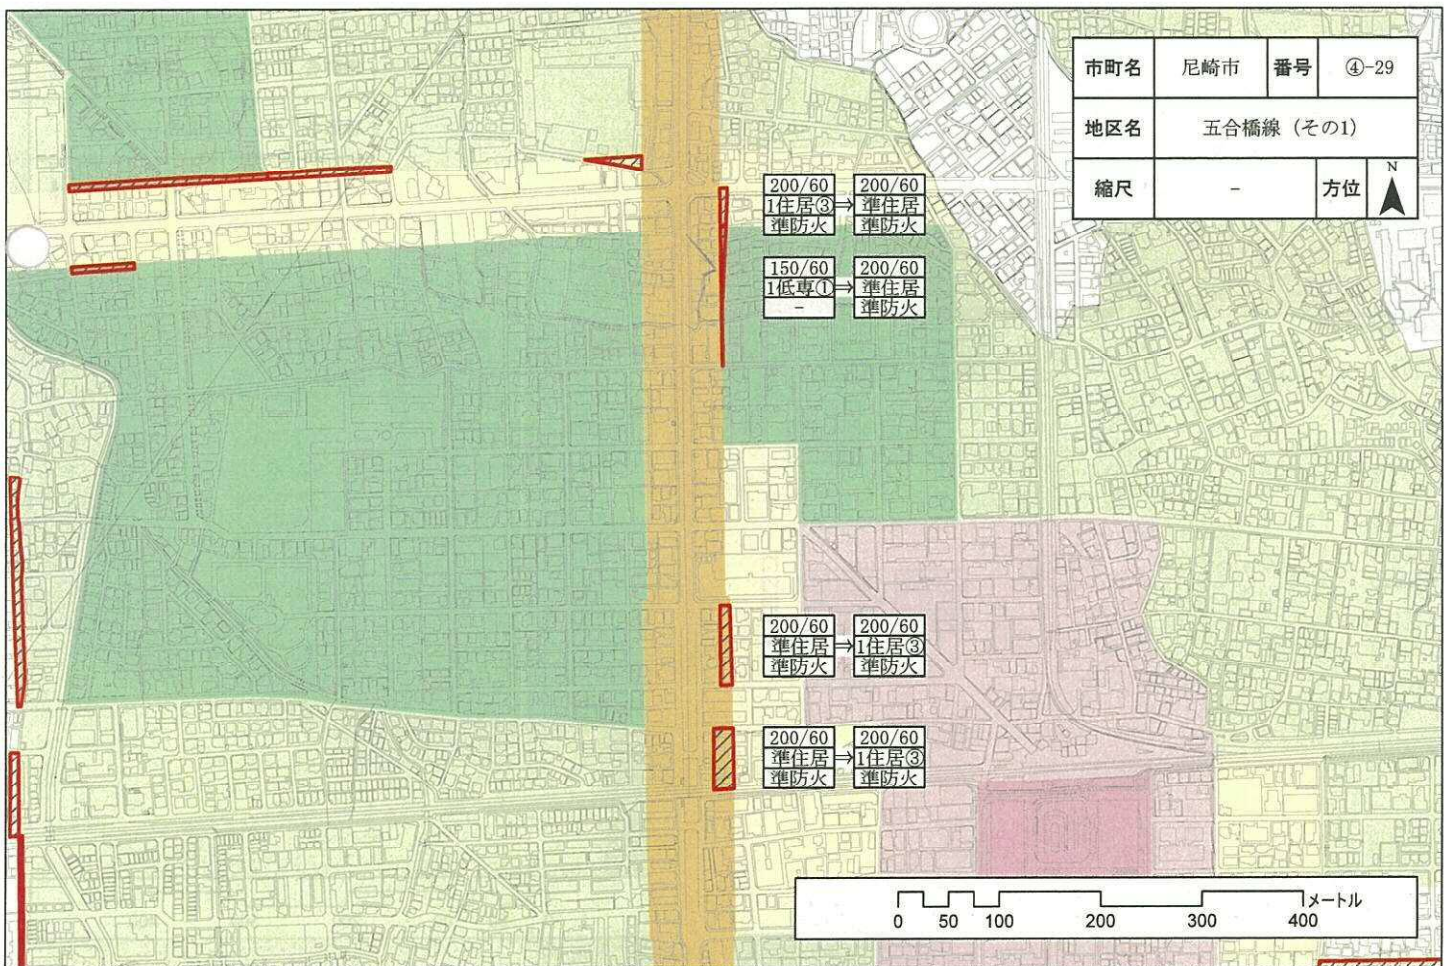 市町名 尼崎市 番号 ④-29
地区名 五合橋線（その1）
縮尺 - 方位 N
200/60 200/60
1住居③⇒準住居
準防火 準防火
150/60 200/60
1低専①⇒準住居
- 準防火
200/60 200/60
準住居⇒1住居③
準防火 準防火
200/60 200/60
準住居⇒1住居③
準防火 準防火
メートル
0 50 100 200 300 400